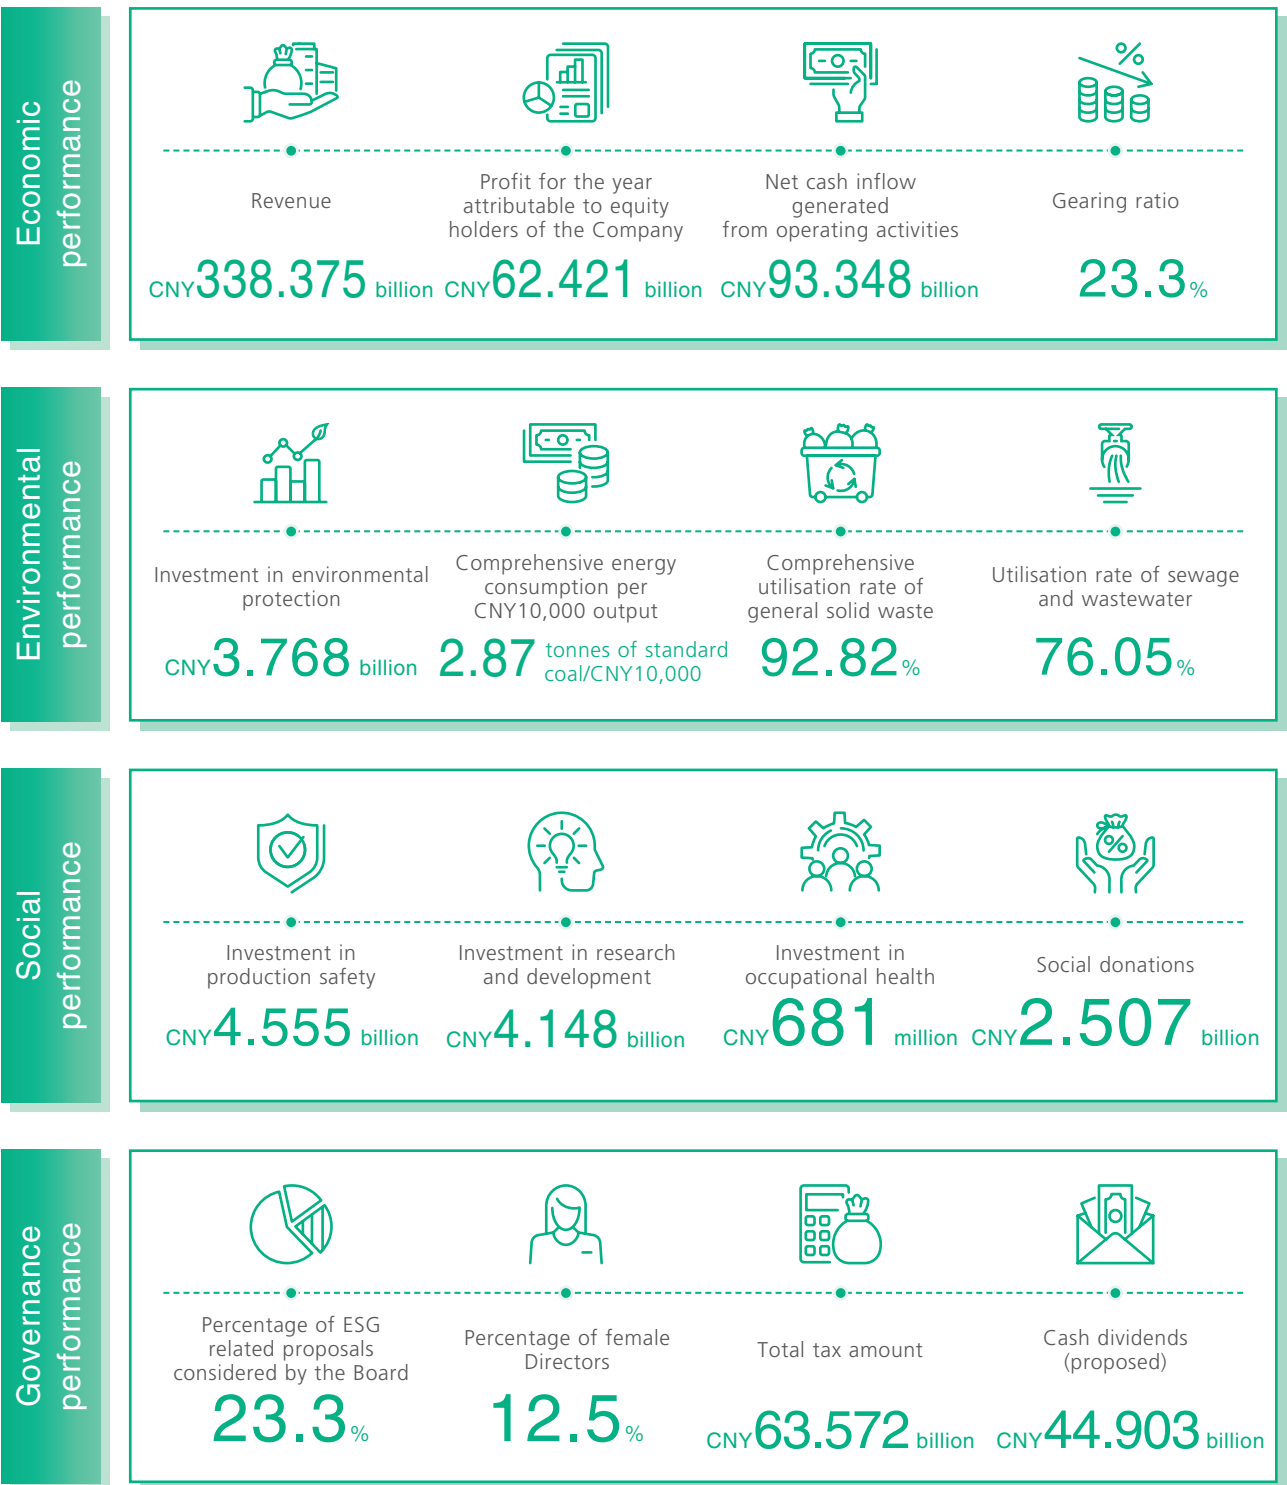 Economic
performance
Revenue
CNY338.375 billion
Profit for the year
attributable to equity
holders of the Company
CNY62.421 billion
Net cash inflow
generated
from operating activities
CNY93.348 billion
%
Gearing ratio
23.3%
Environmental
performance
Investment in environmental
protection
CNY3.768 billion
Comprehensive energy
consumption per
CNY10,000 output
2.87 tonnes of standard
coal/CNY10,000
Comprehensive
utilisation rate of
general solid waste
92.82%
Utilisation rate of sewage
and wastewater
76.05%
Social
performance
Investment in
production safety
CNY4.555 billion
Investment in research
and development
CNY4.148 billion
Investment in
occupational health
CNY681 million
%
Social donations
CNY2.507 billion
Governance
performance
Percentage of ESG
related proposals
considered by the Board
23.3%
Percentage of female
Directors
12.5%
Total tax amount
CNY63.572 billion
Cash dividends
(proposed)
CNY44.903 billion